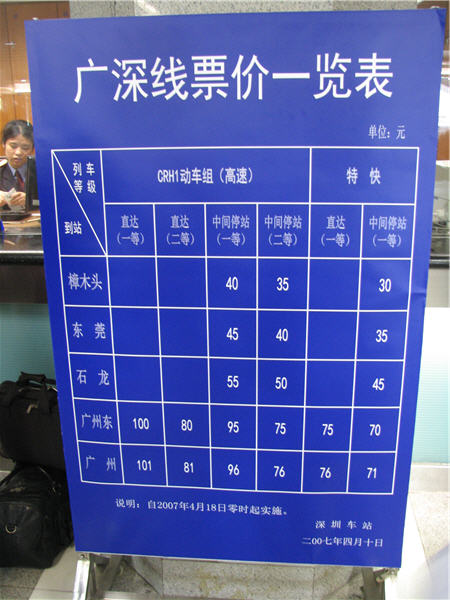 广深线票价一览表
单位：元
列车等级 CRH1动车组（高速） 特快
到站 直达（一等） 直达（二等） 中间停站（一等） 中间停站（二等） 直达（一等） 中间停站（一等）
樟木头 40 35 30
东莞 45 40 35
石龙 55 50 45
广州东 100 80 95 75 75 70
广州 101 81 96 76 76 71
说明：自2007年4月18日零时起实施。
深圳车站
二00七年四月十日